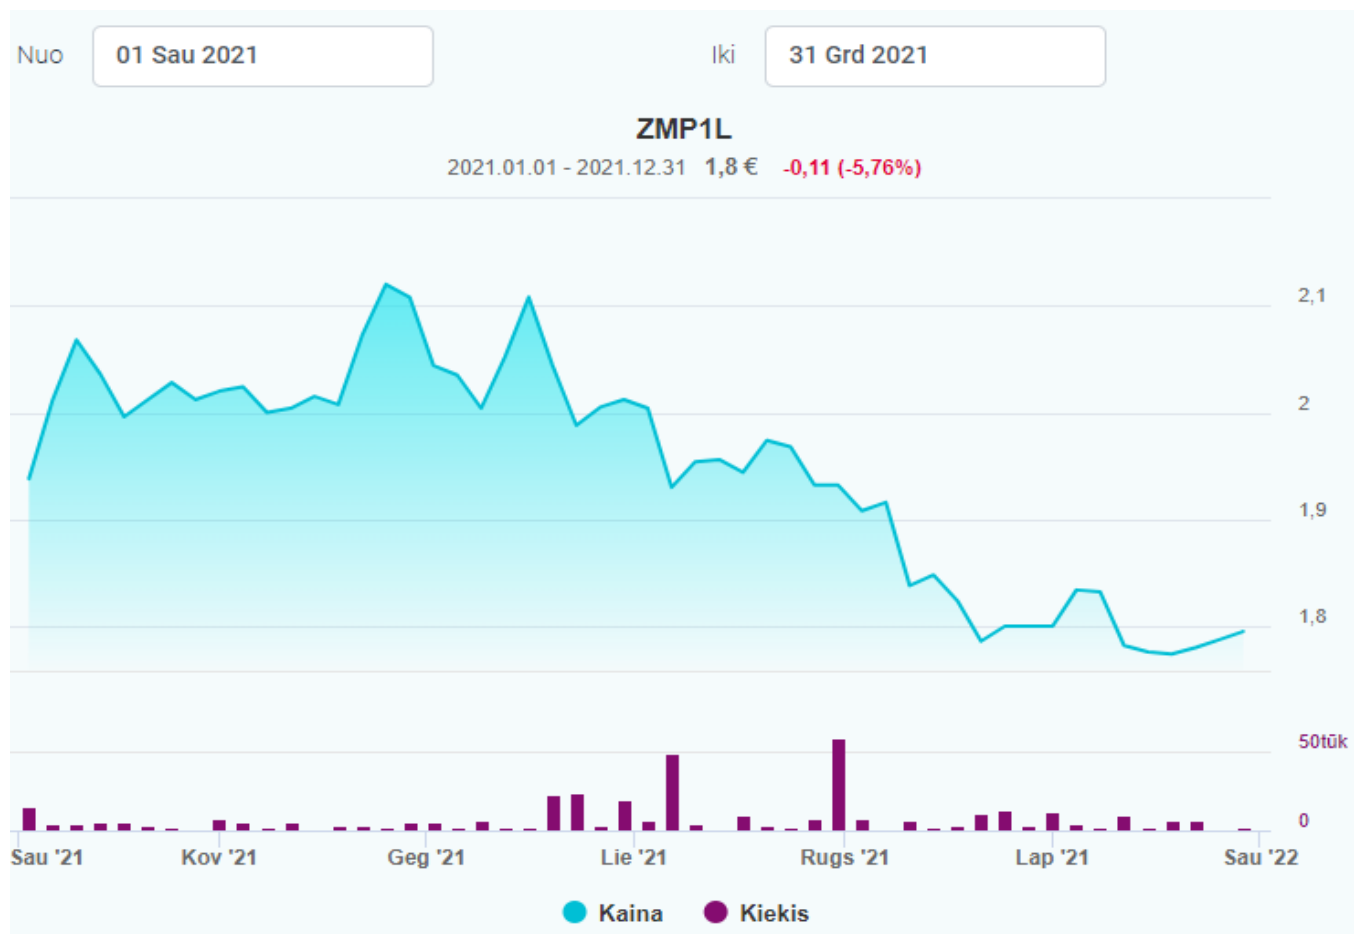 Nuo 01 Sau 2021 Iki 31 Grd 2021
ZMP1L
2021.01.01 - 2021.12.31 1,8 € -0,11 (-5,76%)
2,1
2
1,9
1,8
50tūk
0
Sau '21 Kov '21 Geg '21 Lie '21 Rugs '21 Lap '21 Sau '22
Kaina Kiekis